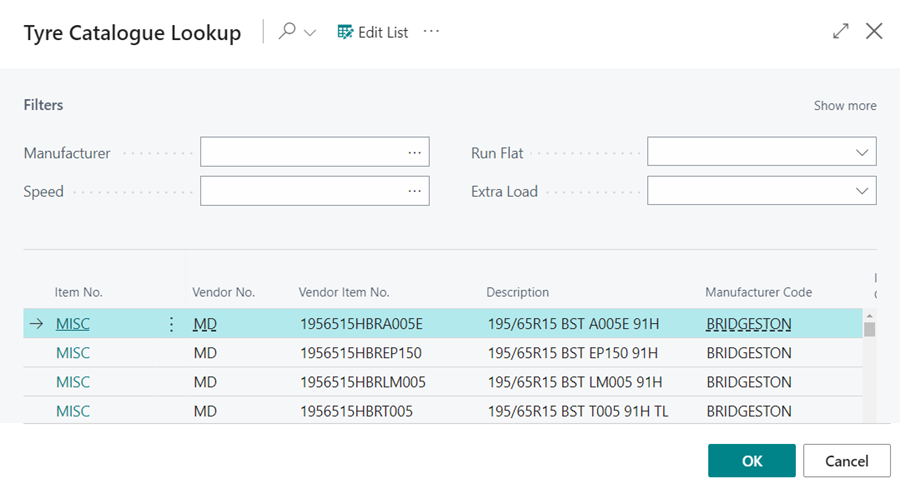 Tyre Catalogue Lookup Edit List ...
Filters Show more
Manufacturer ... Run Flat
Speed ... Extra Load
Item No. Vendor No. Vendor Item No. Description Manufacturer Code
MISC MD 1956515HBRA005E 195/65R15 BST A005E 91H BRIDGESTON
MISC MD 1956515HBREP150 195/65R15 BST EP150 91H BRIDGESTON
MISC MD 1956515HBRLM005 195/65R15 BST LM005 91H BRIDGESTON
MISC MD 1956515HBRT005 195/65R15 BST T005 91H TL BRIDGESTON
OK Cancel